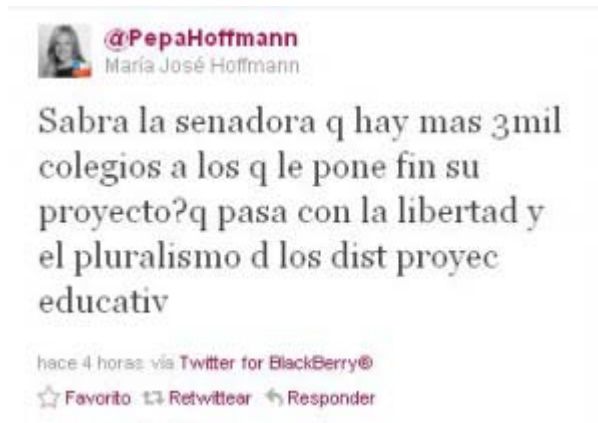 @PepaHoffmann
María José Hoffmann
Sabra la senadora q hay mas 3mil
colegios a los q le pone fin su
proyecto?q pasa con la libertad y
el pluralismo d los dist proyec
educativ
hace 4 horas vía Twitter for BlackBerry®
Favorito Retwittear Responder